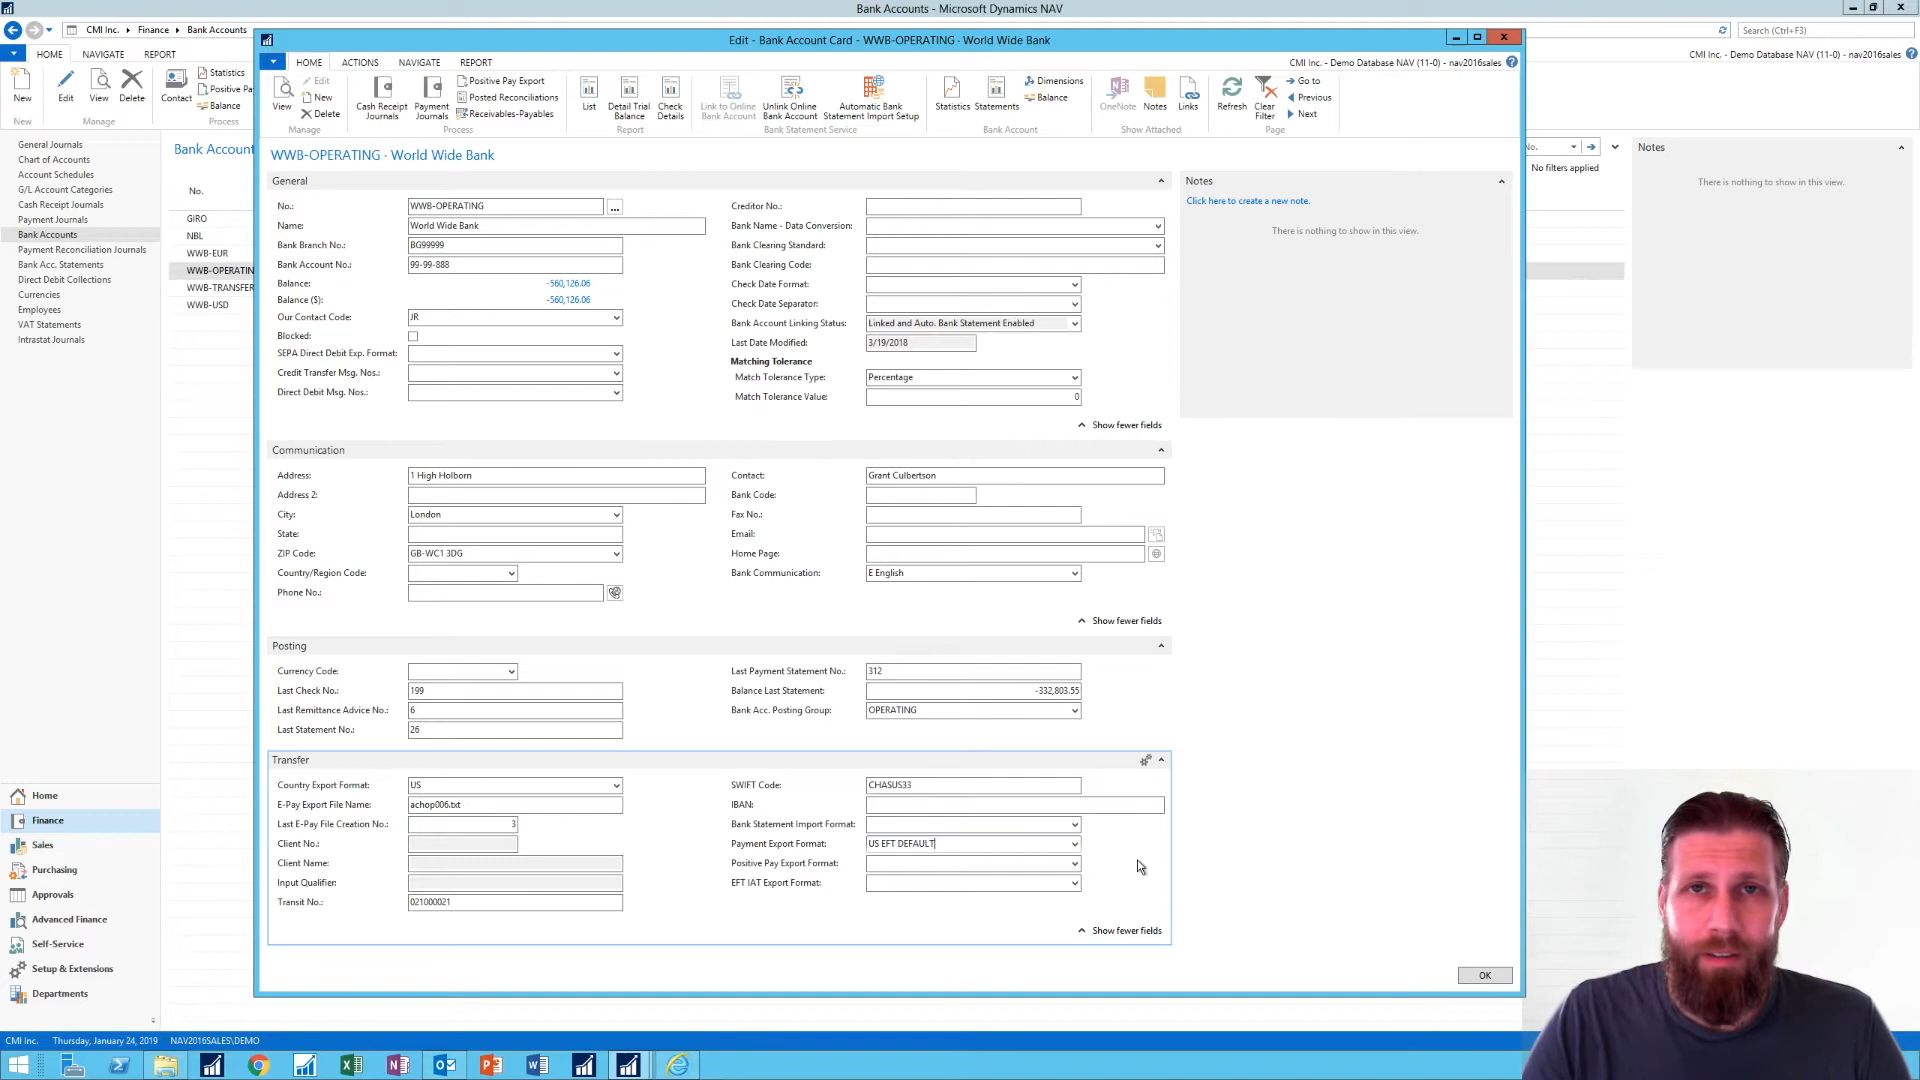 Bank Accounts - Microsoft Dynamics NAV
CMI Inc. Finance Bank Accounts
Search (Ctrl+F3)
HOME NAVIGATE REPORT
CMI Inc. - Demo Database NAV (11-0) - nav2016sales
New Edit View Delete Contact
Statistics
Positive Pa
Balance
New Manage Process
General Journals
Chart of Accounts
Account Schedules
G/L Account Categories
Cash Receipt Journals
Payment Journals
Bank Accounts
Payment Reconciliation Journals
Bank Acc. Statements
Direct Debit Collections
Currencies
Employees
VAT Statements
Intrastat Journals
Home
Finance
Sales
Purchasing
Approvals
Advanced Finance
Self-Service
Setup & Extensions
Departments
Bank Account
No.
GIRO
NBL
WWB-EUR
WWB-OPERATIN
WWB-TRANSFER
WWB-USD
Edit - Bank Account Card - WWB-OPERATING · World Wide Bank
HOME ACTIONS NAVIGATE REPORT
CMI Inc. - Demo Database NAV (11-0) - nav2016sales
View
Edit
New
Delete
Manage
Cash Receipt Journals
Payment Journals
Positive Pay Export
Posted Reconciliations
Receivables-Payables
Process
List
Detail Trial Balance
Check Details
Report
Link to Online Bank Account
Unlink Online Bank Account
Automatic Bank Statement Import Setup
Bank Statement Service
Statistics
Statements
Dimensions
Balance
Bank Account
OneNote
Notes
Links
Show Attached
Refresh
Clear Filter
Go to
Previous
Next
Page
WWB-OPERATING · World Wide Bank
General
No.: WWB-OPERATING ...
Name: World Wide Bank
Bank Branch No.: BG99999
Bank Account No.: 99-99-888
Balance: -560,126.06
Balance ($): -560,126.06
Our Contact Code: JR
Blocked:
SEPA Direct Debit Exp. Format:
Credit Transfer Msg. Nos.:
Direct Debit Msg. Nos.:
Creditor No.:
Bank Name - Data Conversion:
Bank Clearing Standard:
Bank Clearing Code:
Check Date Format:
Check Date Separator:
Bank Account Linking Status: Linked and Auto. Bank Statement Enabled
Last Date Modified: 3/19/2018
Matching Tolerance
Match Tolerance Type: Percentage
Match Tolerance Value: 0
Show fewer fields
Communication
Address: 1 High Holborn
Address 2:
City: London
State:
ZIP Code: GB-WC1 3DG
Country/Region Code:
Phone No.:
Contact: Grant Culbertson
Bank Code:
Fax No.:
Email:
Home Page:
Bank Communication: E English
Show fewer fields
Posting
Currency Code:
Last Check No.: 199
Last Remittance Advice No.: 6
Last Statement No.: 26
Last Payment Statement No.: 312
Balance Last Statement: -332,803.55
Bank Acc. Posting Group: OPERATING
Transfer
Country Export Format: US
E-Pay Export File Name: achop006.txt
Last E-Pay File Creation No.: 3
Client No.:
Client Name:
Input Qualifier:
Transit No.: 021000021
SWIFT Code: CHASUS33
IBAN:
Bank Statement Import Format:
Payment Export Format: US EFT DEFAULT
Positive Pay Export Format:
EFT IAT Export Format:
Show fewer fields
OK
Notes
Click here to create a new note.
There is nothing to show in this view.
No.
No filters applied
Notes
There is nothing to show in this view.
CMI Inc. Thursday, January 24, 2019 NAV2016SALES\DEMO